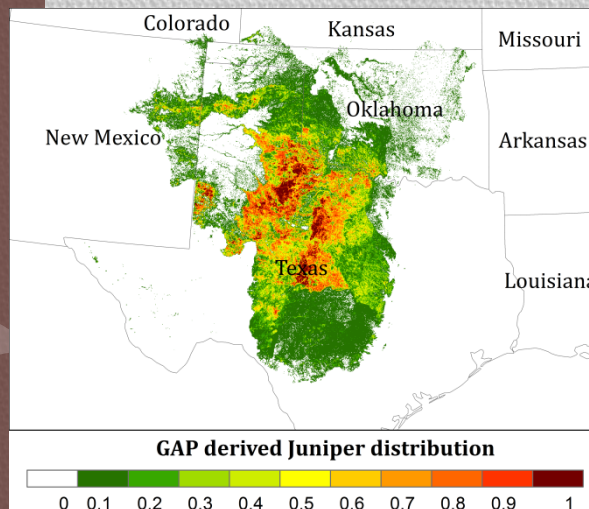 Colorado
Kansas
Missouri
Oklahoma
New Mexico
Arkansas
Texas
Louisiana
GAP derived Juniper distribution
0 0.1 0.2 0.3 0.4 0.5 0.6 0.7 0.8 0.9 1